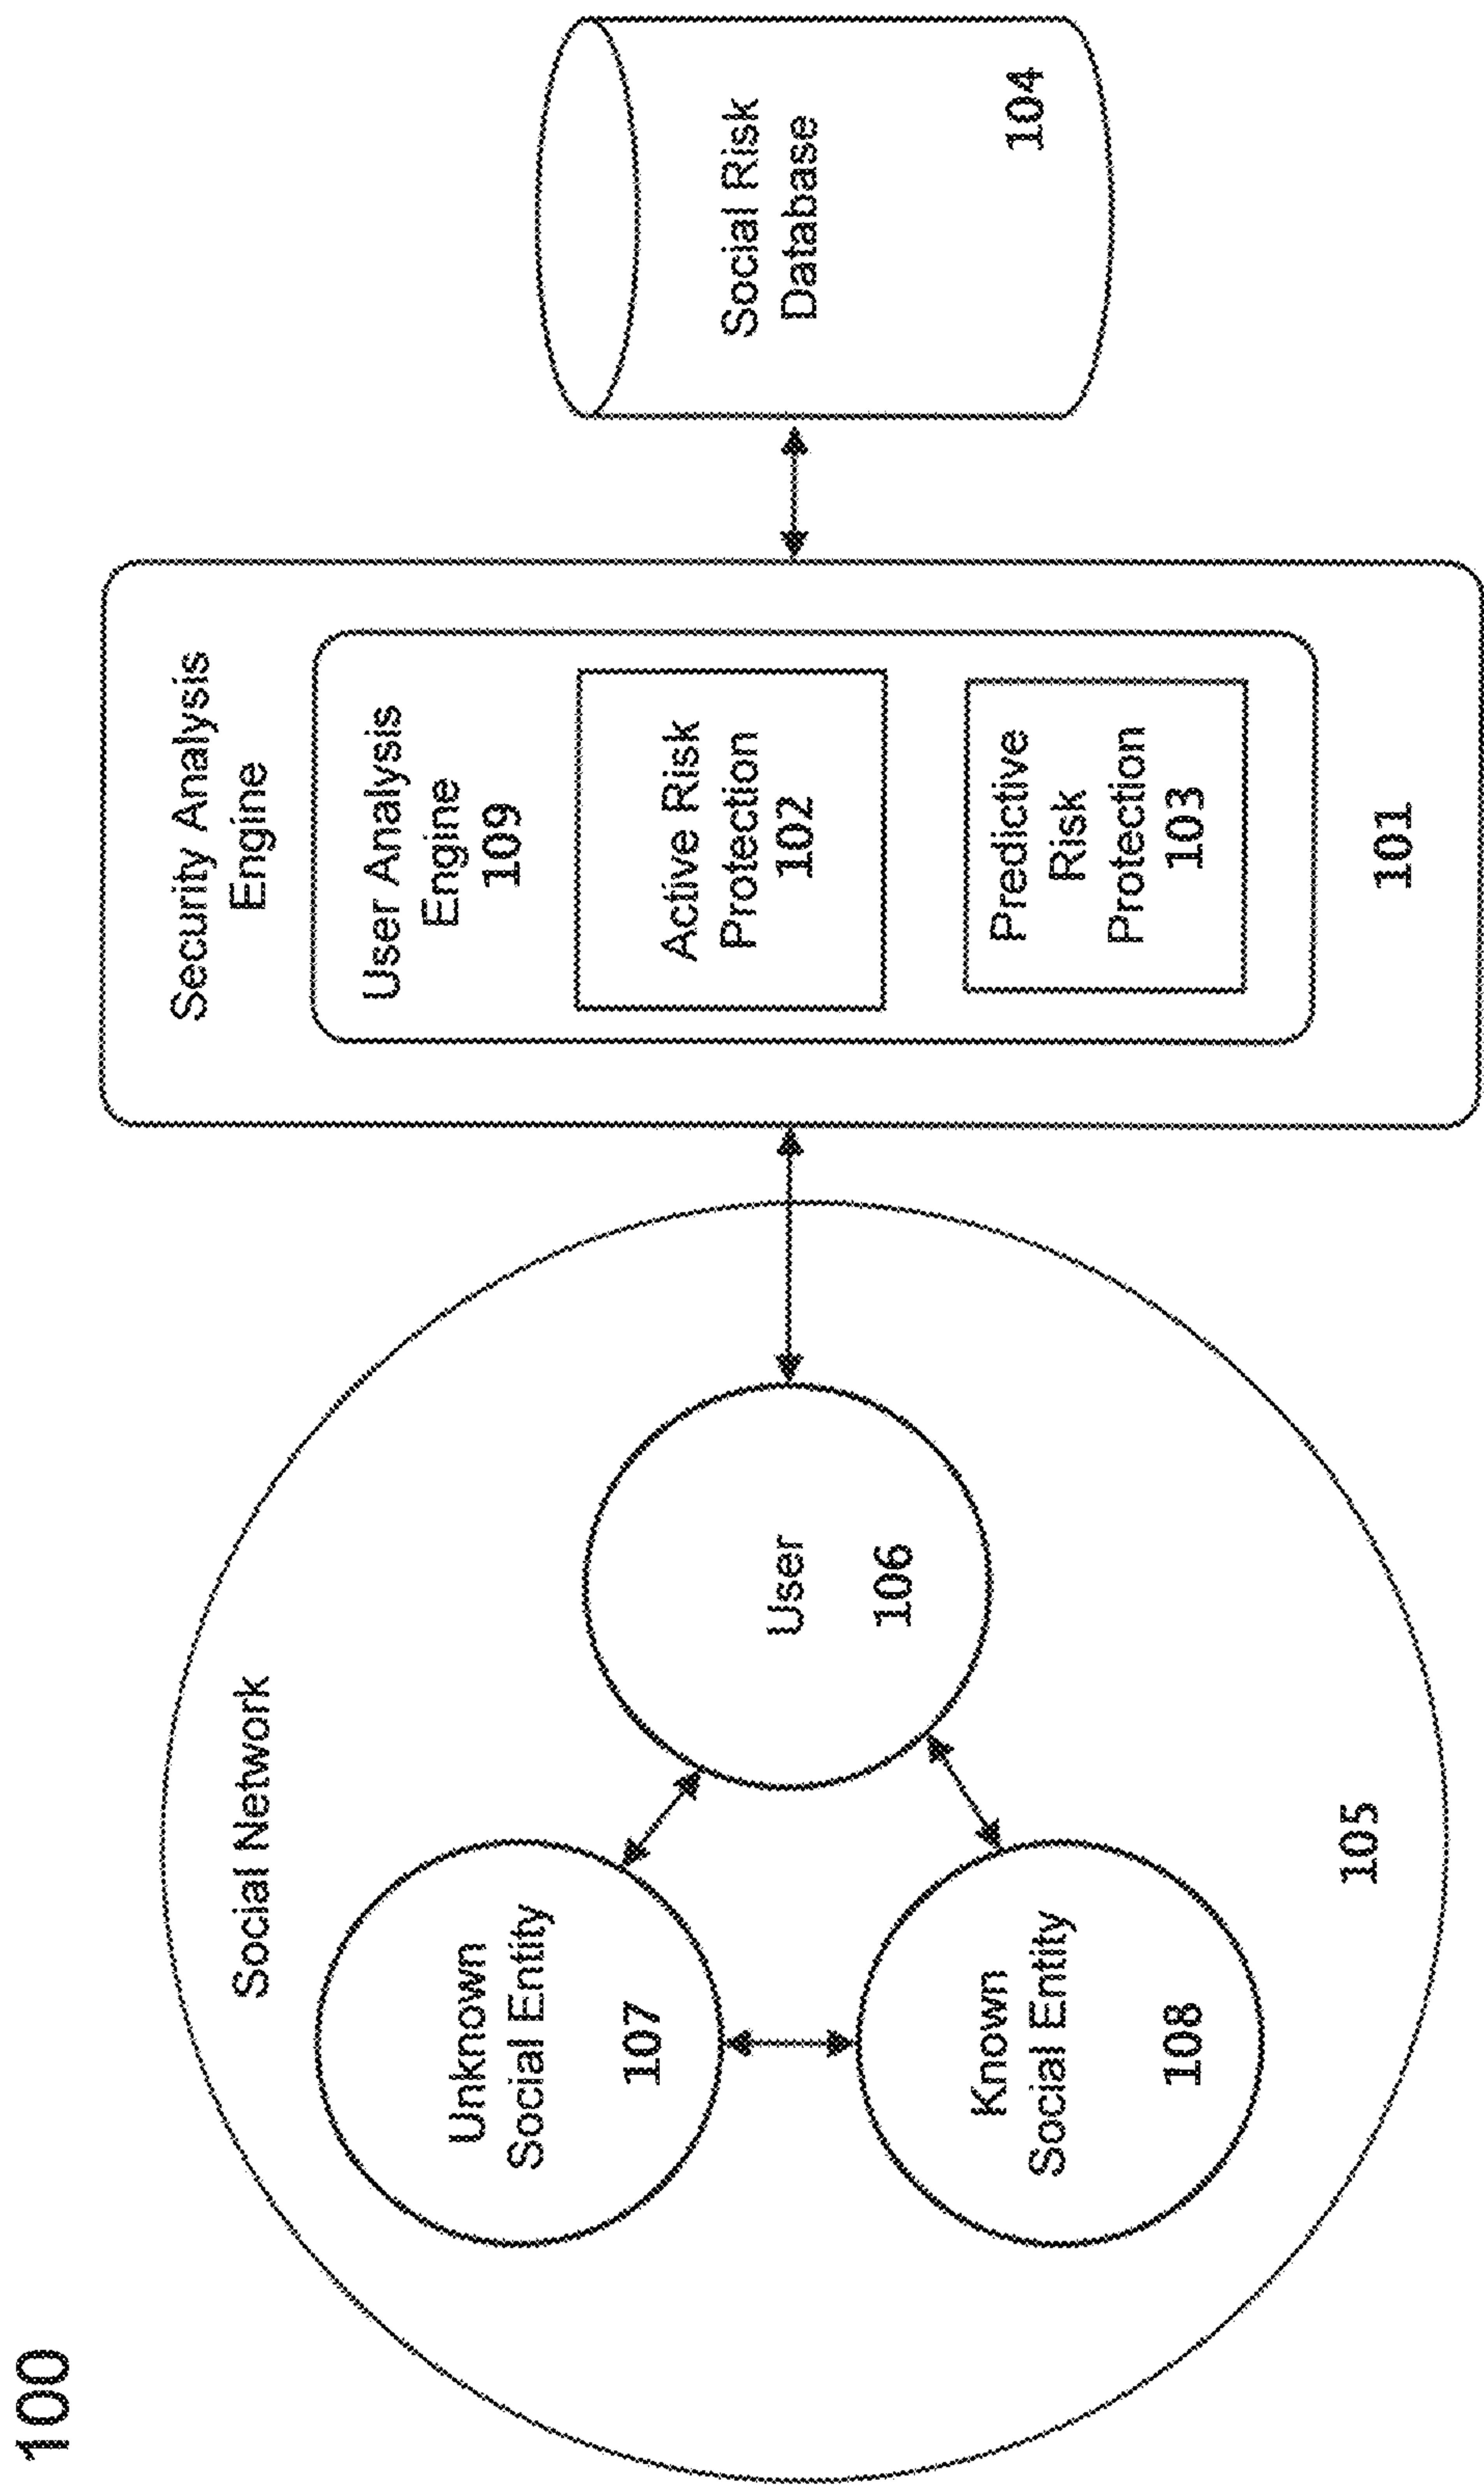 100
Social Network
Unknown
Social Entity
107
Known
Social Entity
108
User
106
105
Security Analysis
Engine
User Analysis
Engine
109
Active Risk
Protection
102
Predictive
Risk
Protection
103
101
Social Risk
Database
104